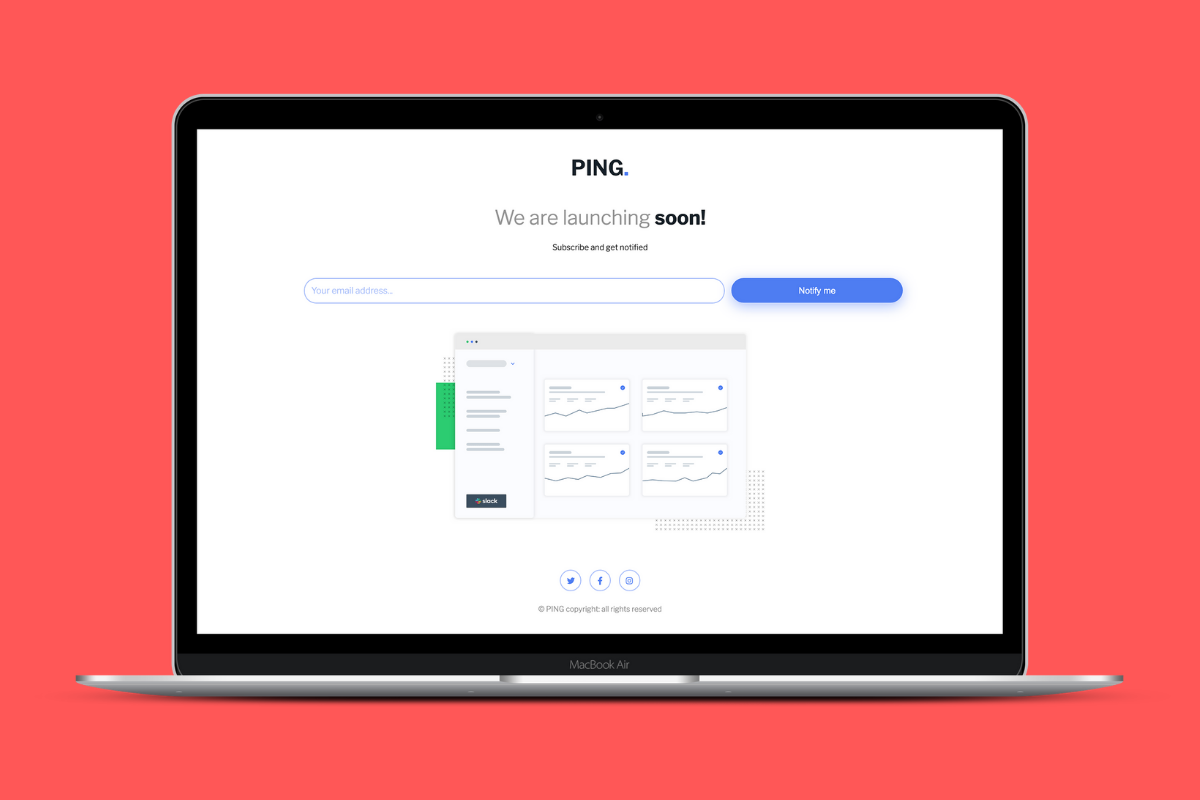 PING.
We are launching soon!
Subscribe and get notified
Your email address...
Notify me
slack
© PING copyright: all rights reserved
MacBook Air